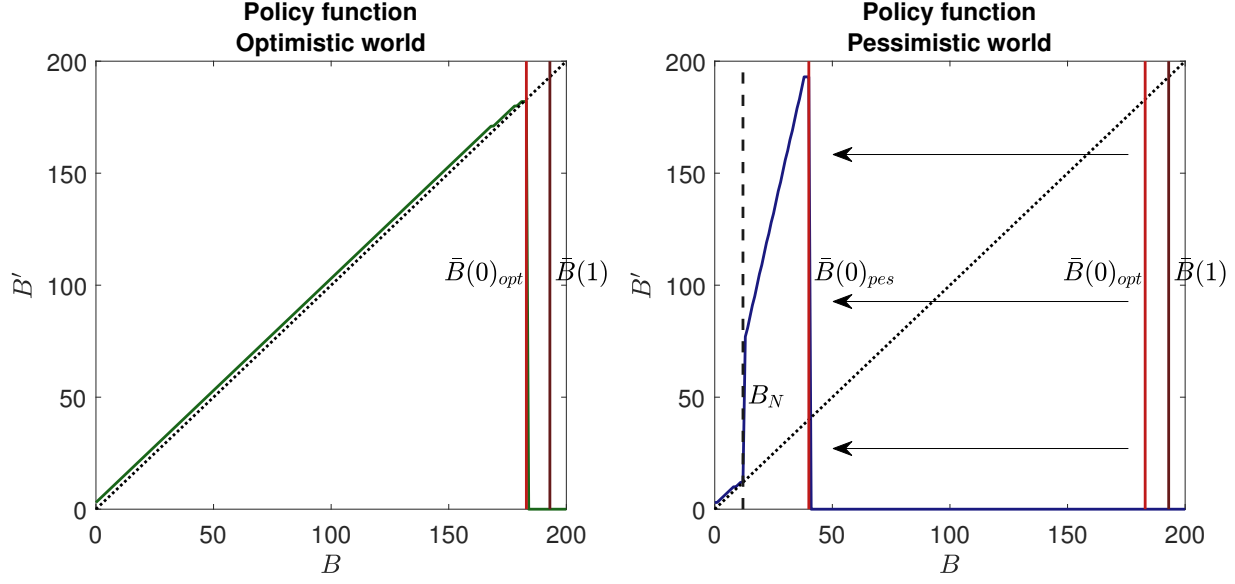 Policy function
Optimistic world
200
150
100
50
0
B′
B̄(0)opt
B̄(1)
0 50 100 150 200
B
Policy function
Pessimistic world
200
150
100
50
0
B′
B_N
B̄(0)pes
B̄(0)opt
B̄(1)
0 50 100 150 200
B